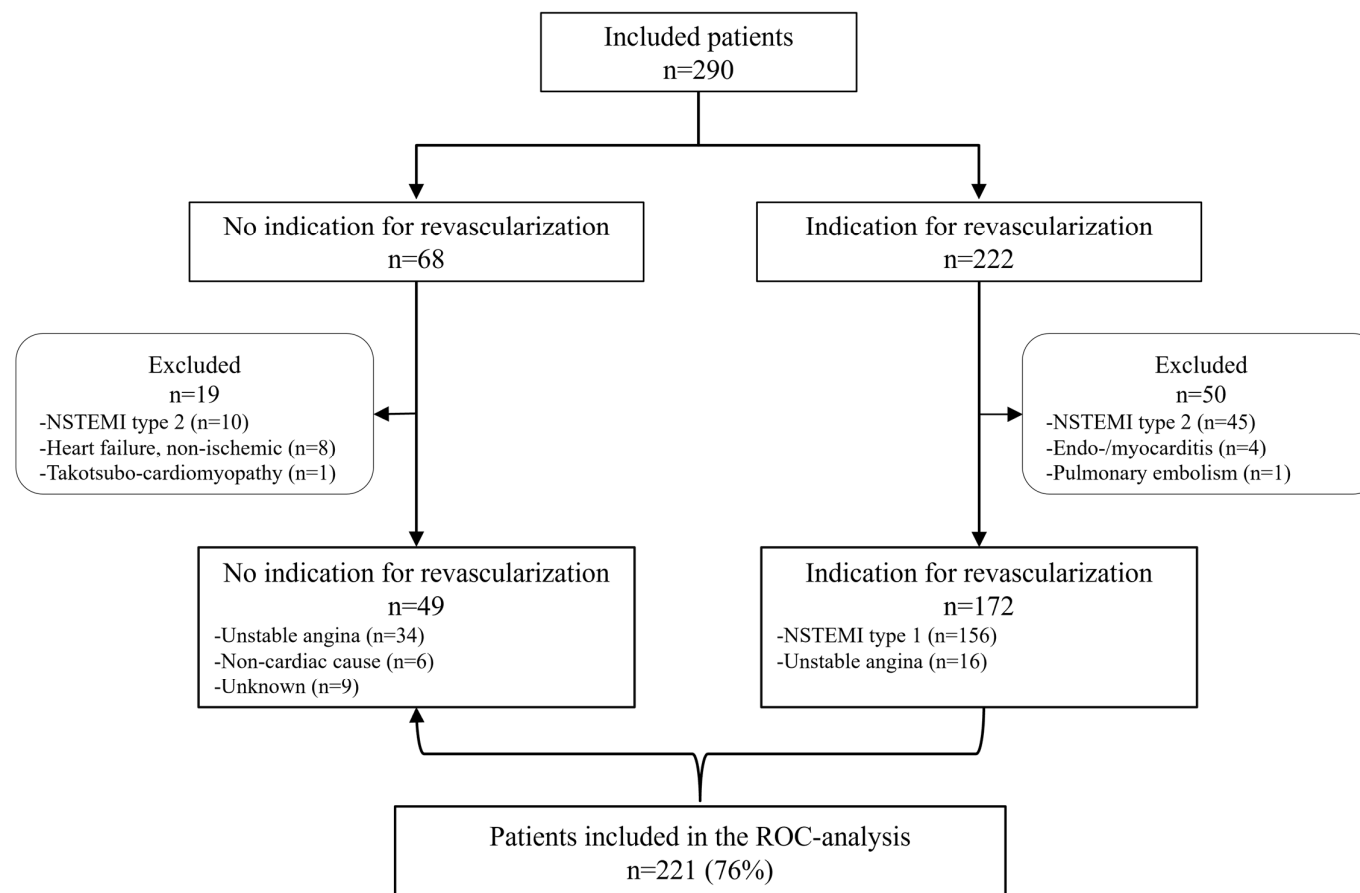 Included patients
n=290
No indication for revascularization
n=68
Indication for revascularization
n=222
Excluded
n=19
-NSTEMI type 2 (n=10)
-Heart failure, non-ischemic (n=8)
-Takotsubo-cardiomyopathy (n=1)
Excluded
n=50
-NSTEMI type 2 (n=45)
-Endo-/myocarditis (n=4)
-Pulmonary embolism (n=1)
No indication for revascularization
n=49
-Unstable angina (n=34)
-Non-cardiac cause (n=6)
-Unknown (n=9)
Indication for revascularization
n=172
-NSTEMI type 1 (n=156)
-Unstable angina (n=16)
Patients included in the ROC-analysis
n=221 (76%)